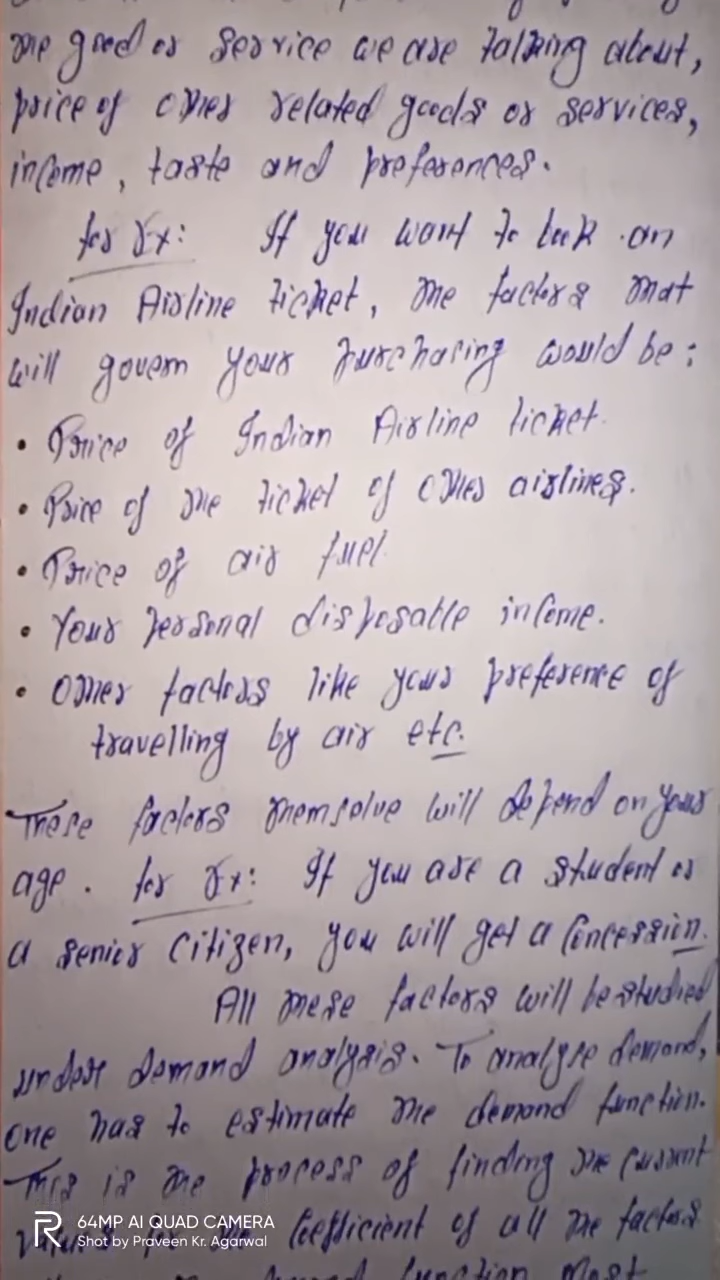 the good or service we are talking about,
price of other related goods or services,
income, taste and preferences.
for Ex: If you want to book an
Indian Airline ticket, the factors that
will govern your purchasing would be:
• Price of Indian Airline ticket.
• Price of the ticket of other airlines.
• Price of air fuel
• Your personal disposable income.
• Other factors like your preference of
travelling by air etc.
These factors themselve will depend on your
age. for Ex: If you are a student or
a senior citizen, you will get a concession.
All these factors will be studied
under demand analysis. To analyse demand,
one has to estimate the demand function.
This is the process of finding the current
coefficient of all the factors
64MP AI QUAD CAMERA
Shot by Praveen Kr. Agarwal
function most